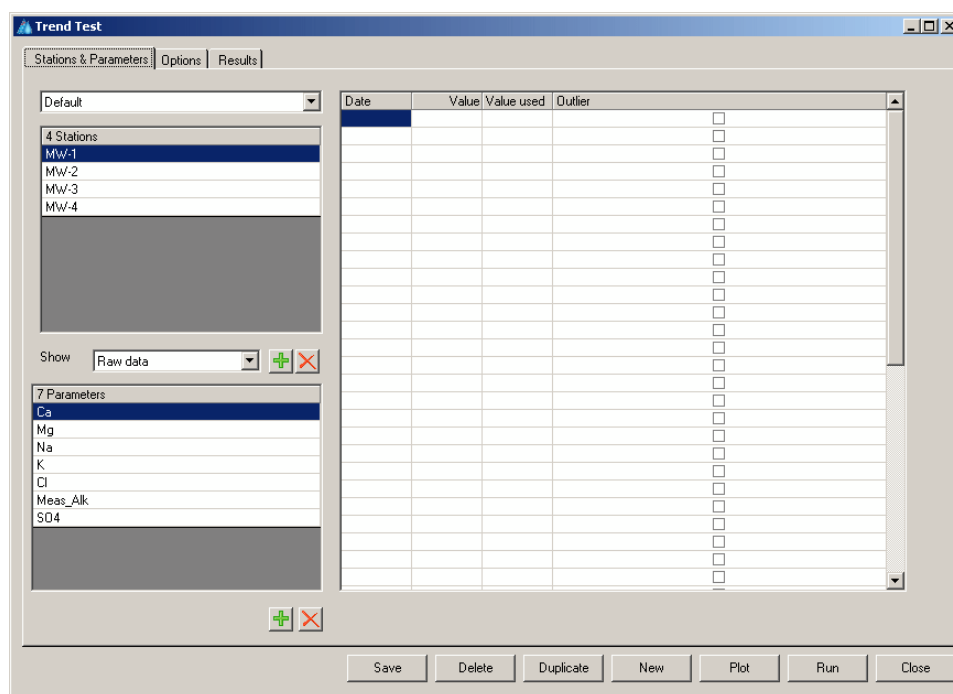 Trend Test
Stations & Parameters Options Results
Default
4 Stations
MW-1
MW-2
MW-3
MW-4
Show Raw data
7 Parameters
Ca
Mg
Na
K
Cl
Meas_Alk
SO4
Date Value Value used Outlier
Save Delete Duplicate New Plot Run Close